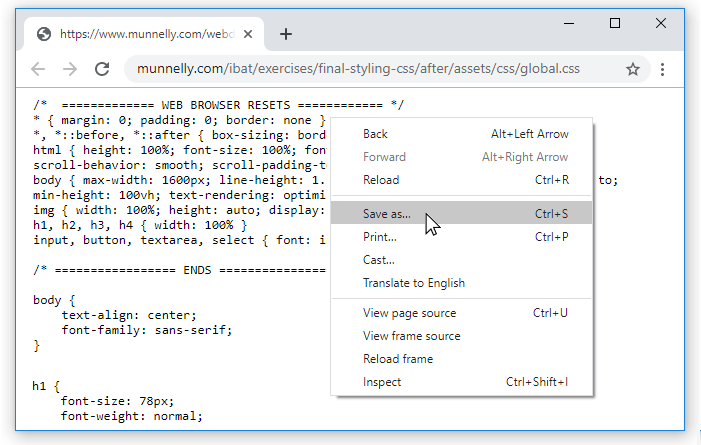 https://www.munnelly.com/webd
munnelly.com/ibat/exercises/final-styling-css/after/assets/css/global.css
/*  ============= WEB BROWSER RESETS ============ */
* { margin: 0; padding: 0; border: none }
*, *::before, *::after { box-sizing: bord
html { height: 100%; font-size: 100%; fon
scroll-behavior: smooth; scroll-padding-t
body { max-width: 1600px; line-height: 1. to;
min-height: 100vh; text-rendering: optimi
img { width: 100%; height: auto; display:
h1, h2, h3, h4 { width: 100% }
input, button, textarea, select { font: i
/* ================= ENDS ===============
body {
    text-align: center;
    font-family: sans-serif;
}
h1 {
    font-size: 78px;
    font-weight: normal;
Back Alt+Left Arrow
Forward Alt+Right Arrow
Reload Ctrl+R
Save as... Ctrl+S
Print... Ctrl+P
Cast...
Translate to English
View page source Ctrl+U
View frame source
Reload frame
Inspect Ctrl+Shift+I